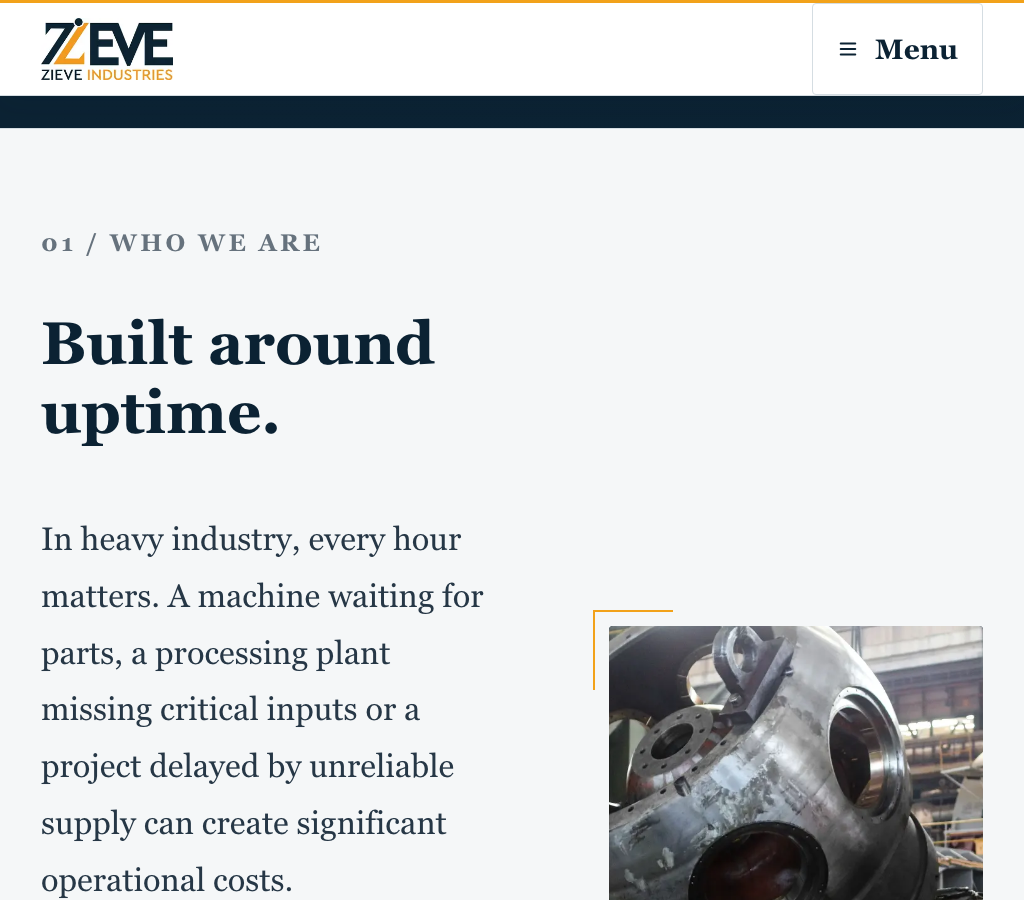 ZIEVE
ZIEVE INDUSTRIES
≡ Menu
01 / WHO WE ARE
Built around
uptime.
In heavy industry, every hour
matters. A machine waiting for
parts, a processing plant
missing critical inputs or a
project delayed by unreliable
supply can create significant
operational costs.